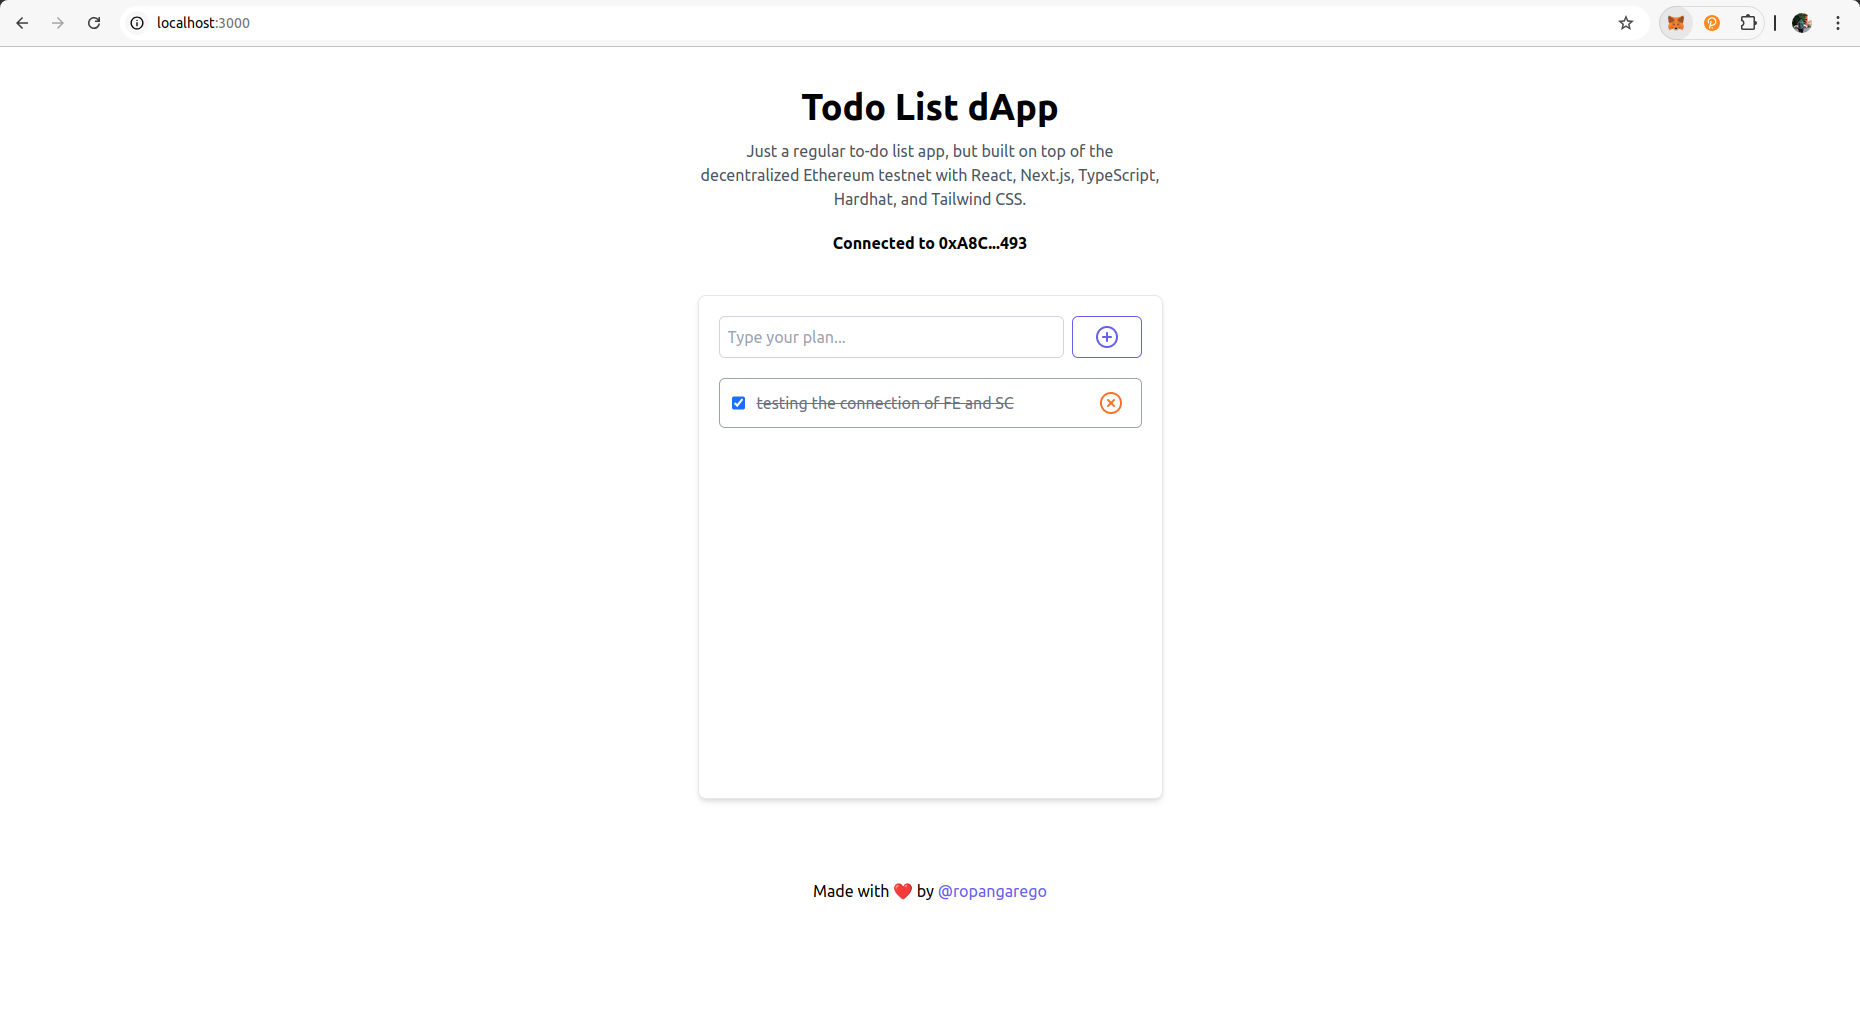 localhost:3000
Todo List dApp
Just a regular to-do list app, but built on top of the
decentralized Ethereum testnet with React, Next.js, TypeScript,
Hardhat, and Tailwind CSS.
Connected to 0xA8C...493
Type your plan...
testing the connection of FE and SC
Made with ❤️ by @ropangarego